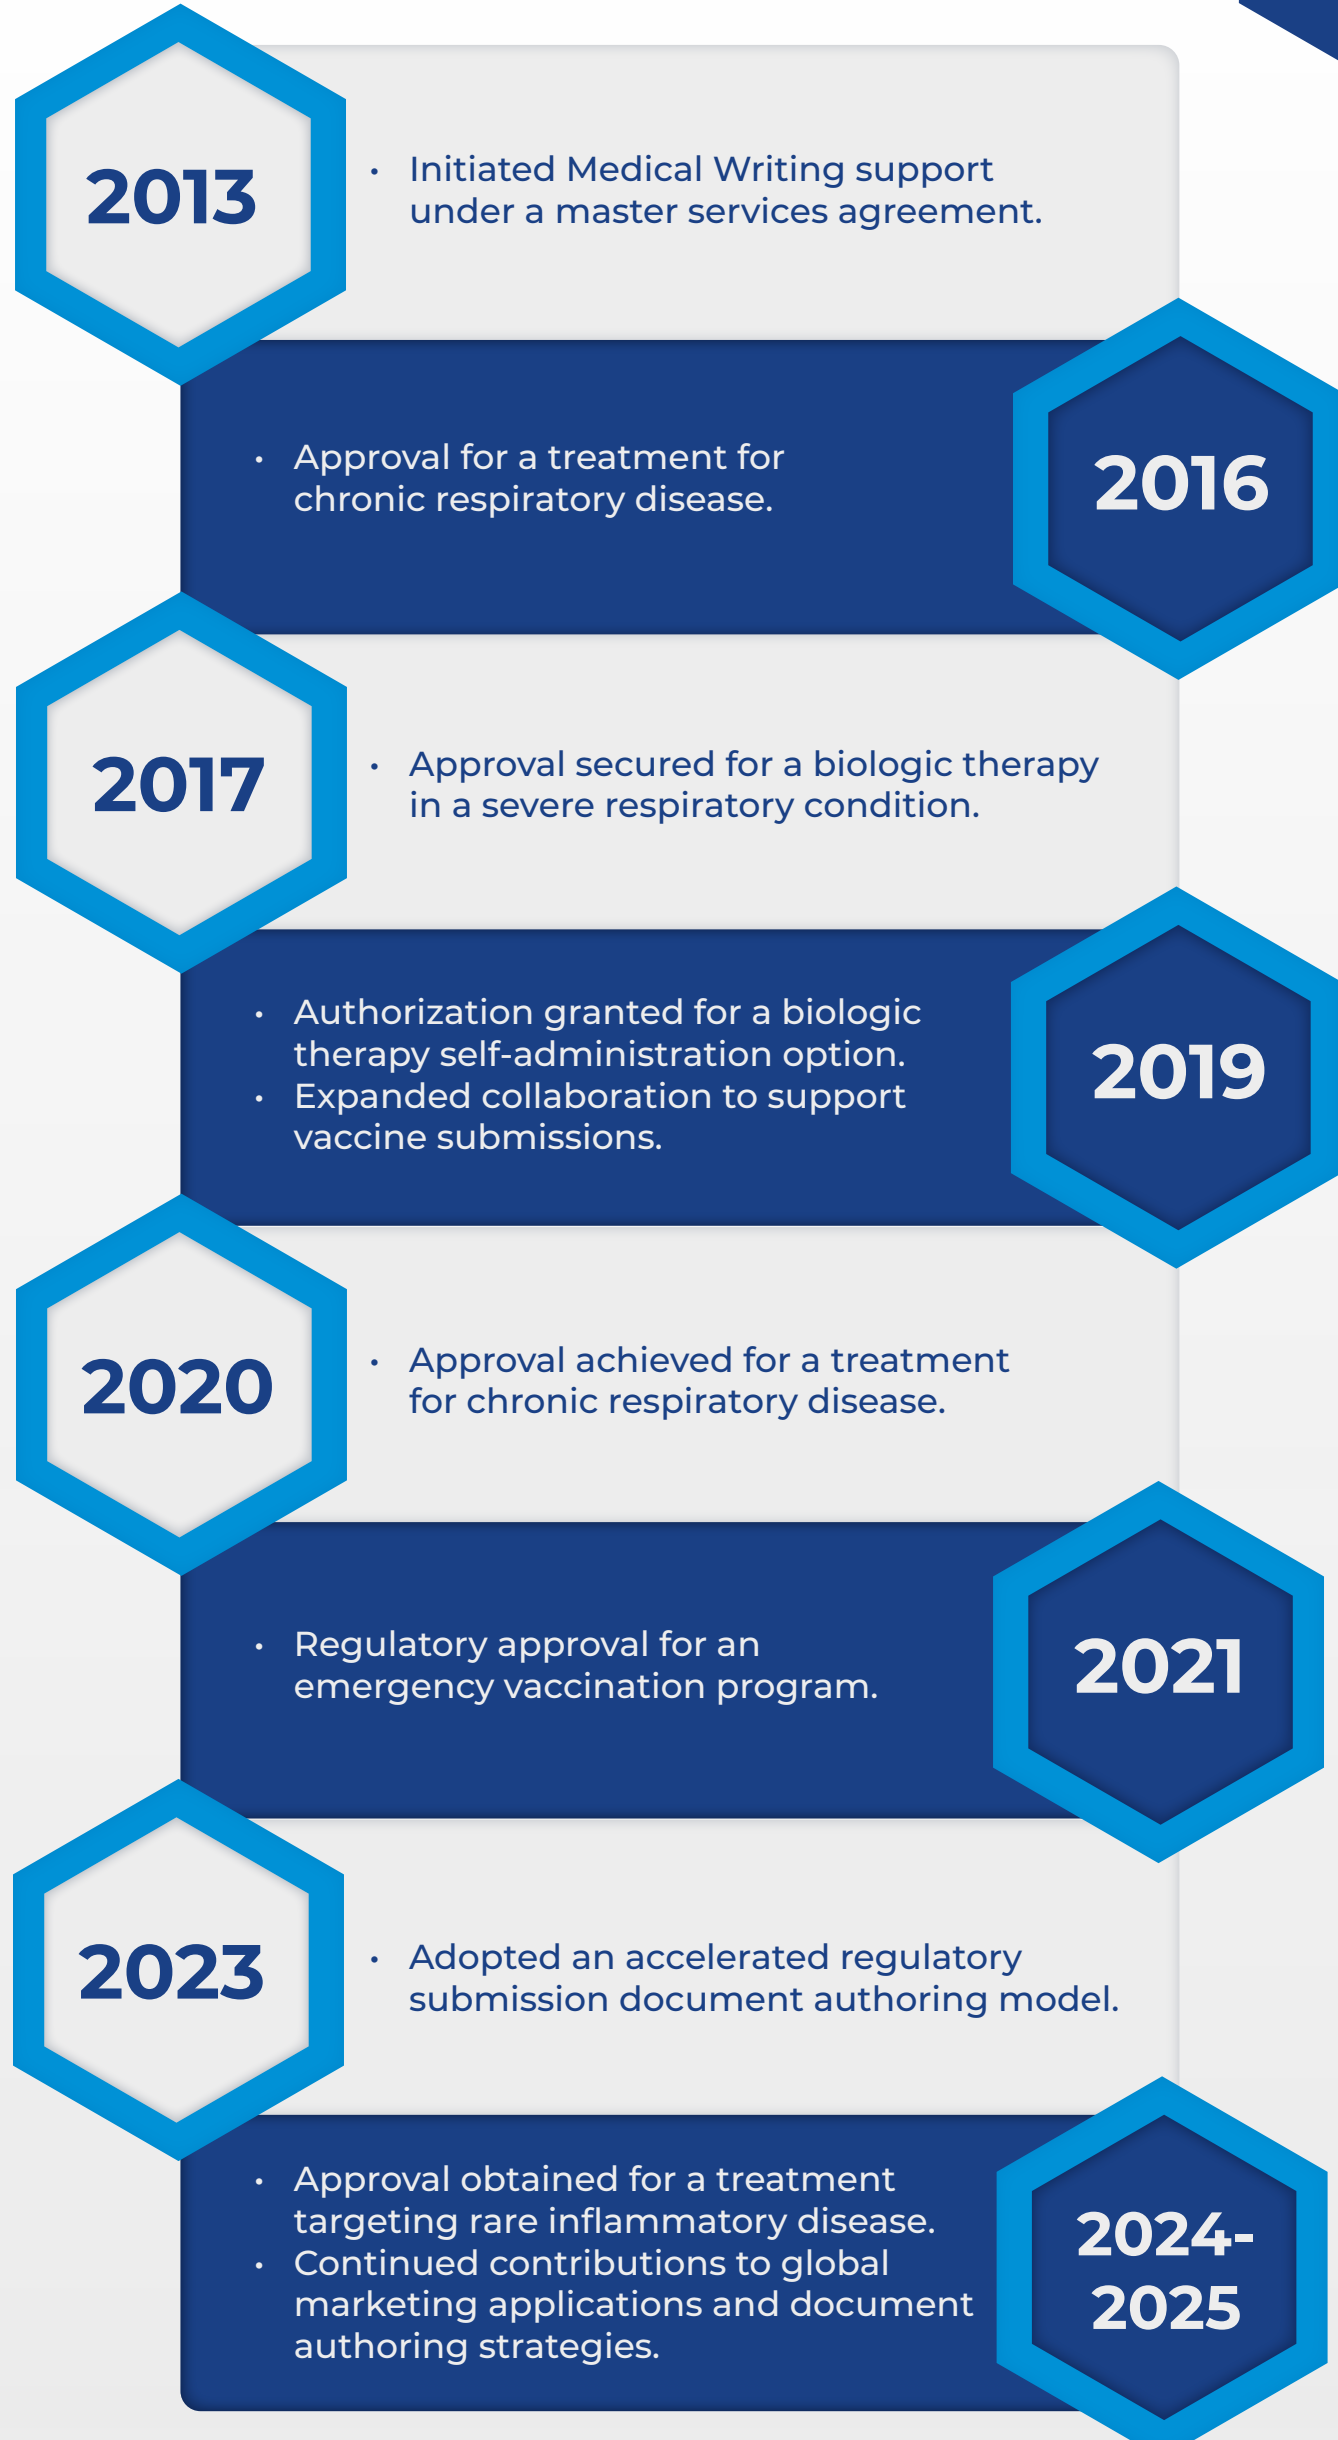 2013
• Initiated Medical Writing support
under a master services agreement.
• Approval for a treatment for
chronic respiratory disease.
2016
2017
• Approval secured for a biologic therapy
in a severe respiratory condition.
• Authorization granted for a biologic
therapy self-administration option.
• Expanded collaboration to support
vaccine submissions.
2019
2020
• Approval achieved for a treatment
for chronic respiratory disease.
• Regulatory approval for an
emergency vaccination program.
2021
2023
• Adopted an accelerated regulatory
submission document authoring model.
• Approval obtained for a treatment
targeting rare inflammatory disease.
• Continued contributions to global
marketing applications and document
authoring strategies.
2024-
2025